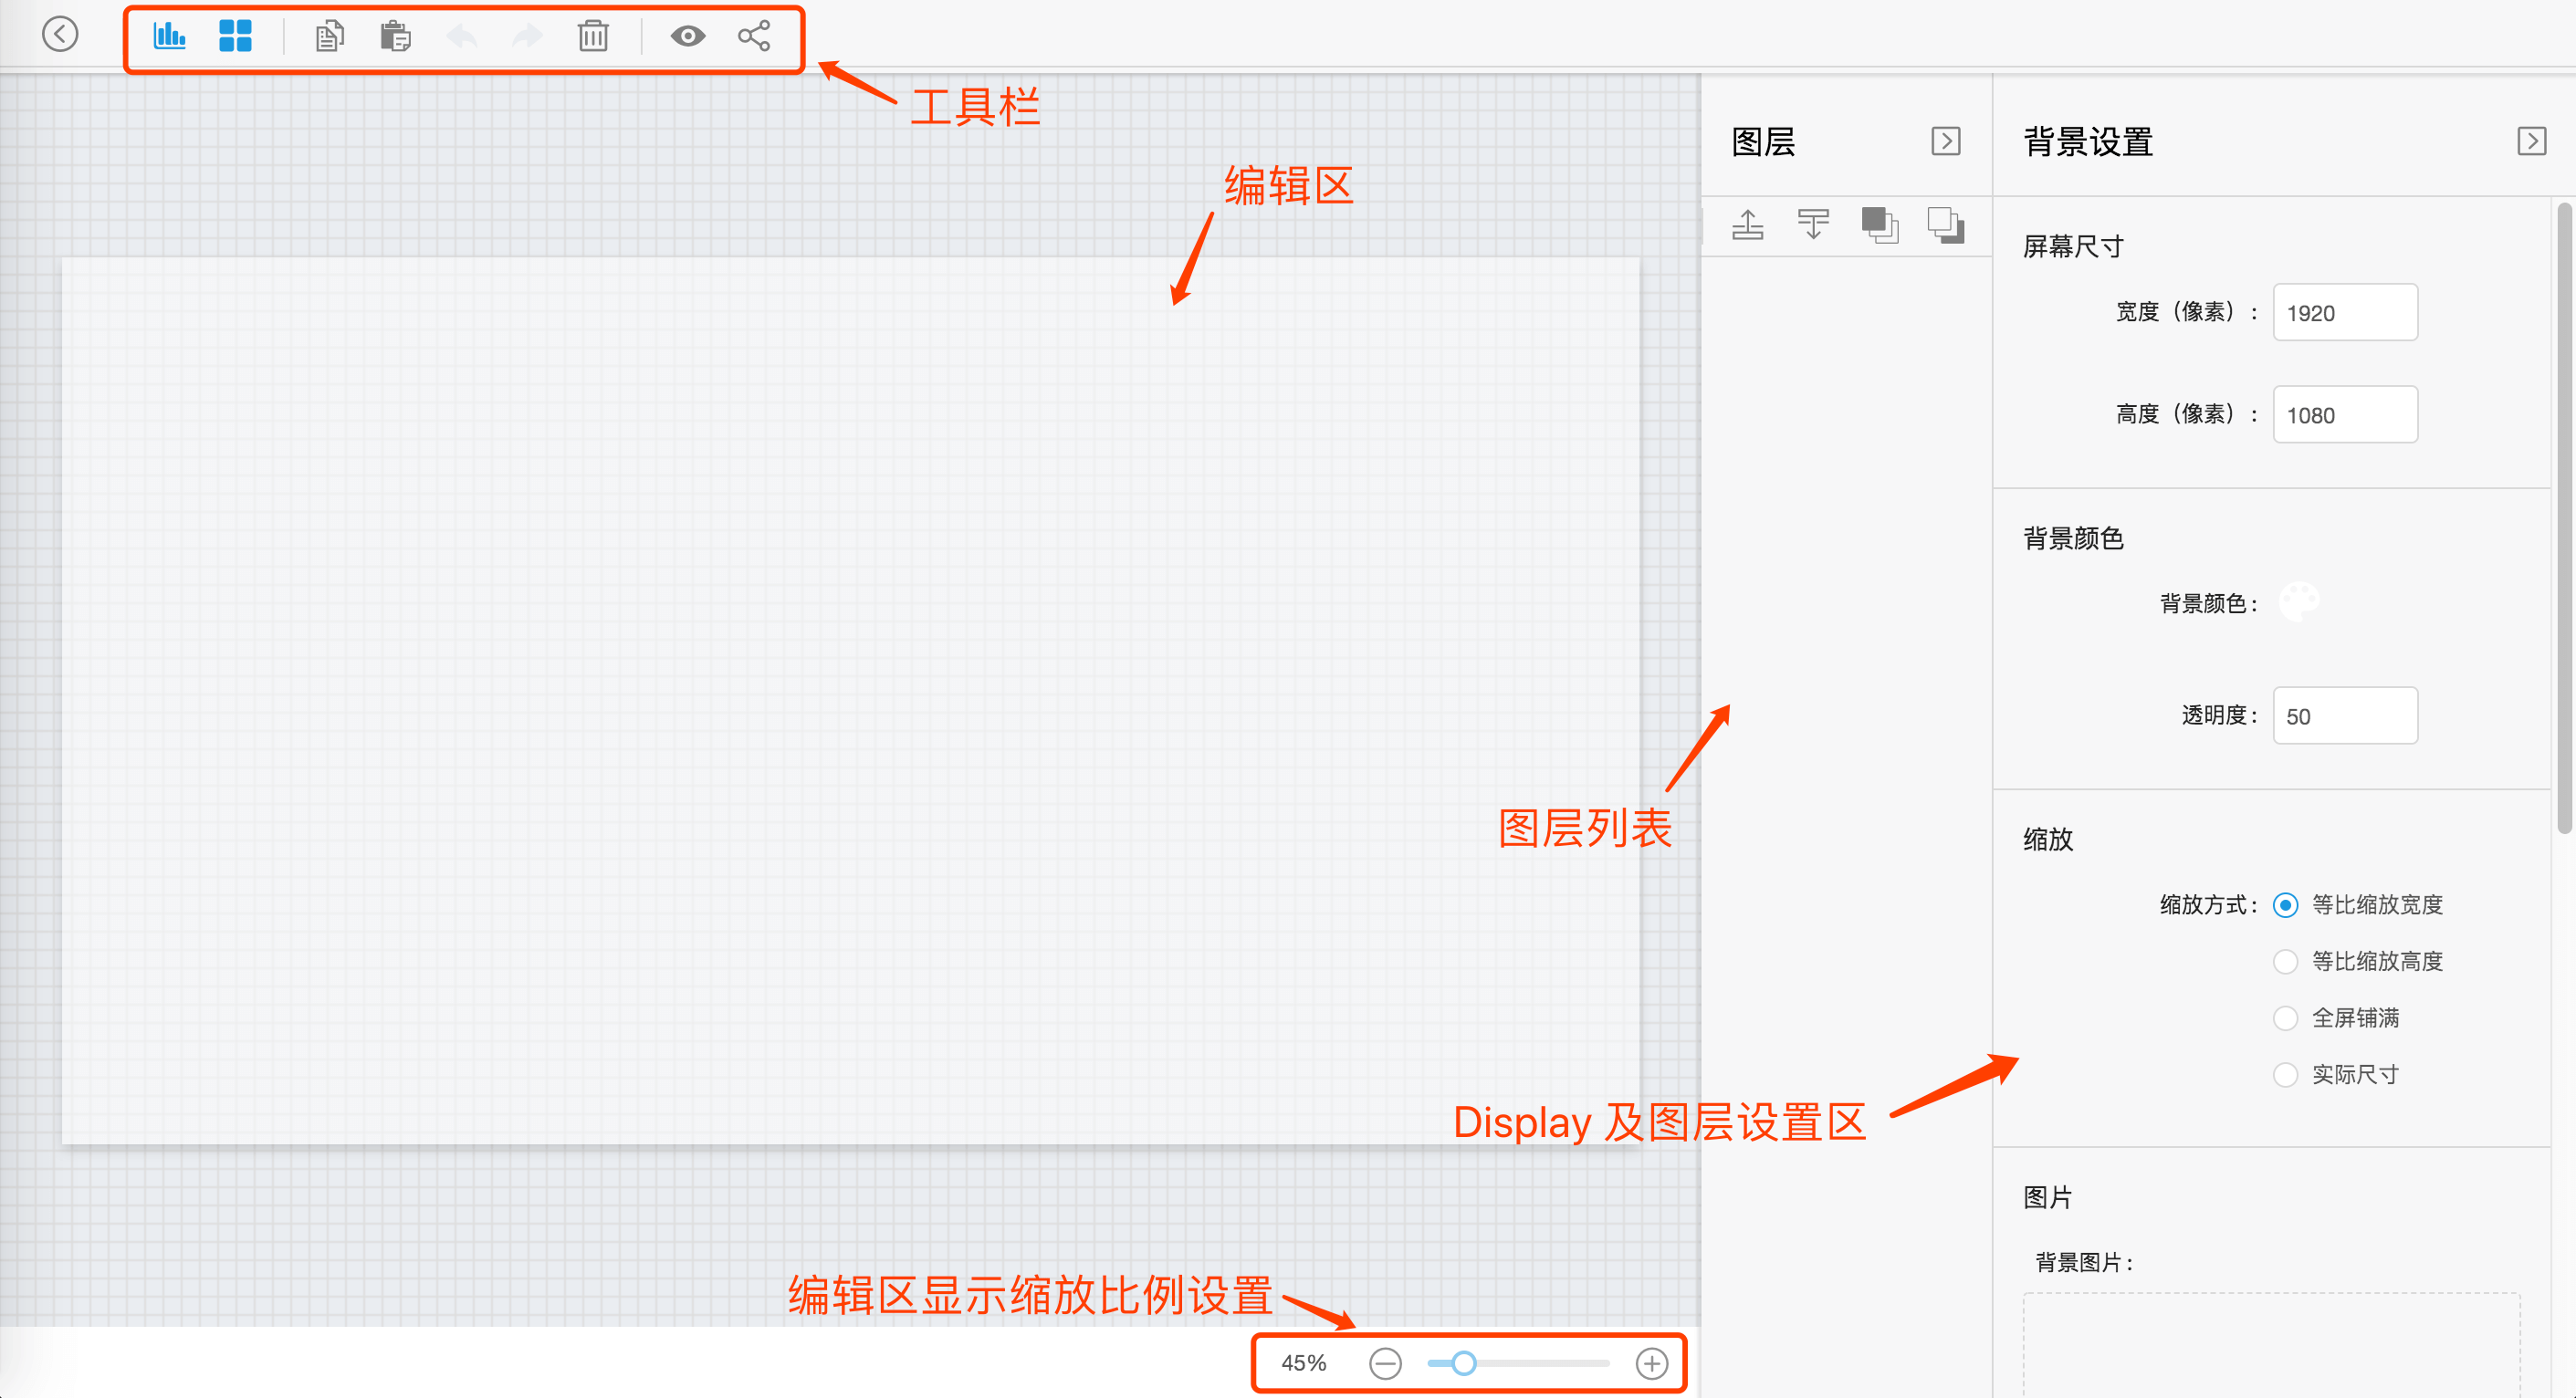 工具栏
编辑区
图层
背景设置
屏幕尺寸
宽度（像素）: 1920
高度（像素）: 1080
背景颜色
背景颜色:
透明度: 50
图层列表
缩放
缩放方式: 等比缩放宽度
等比缩放高度
全屏铺满
实际尺寸
Display 及图层设置区
图片
背景图片:
编辑区显示缩放比例设置
45%